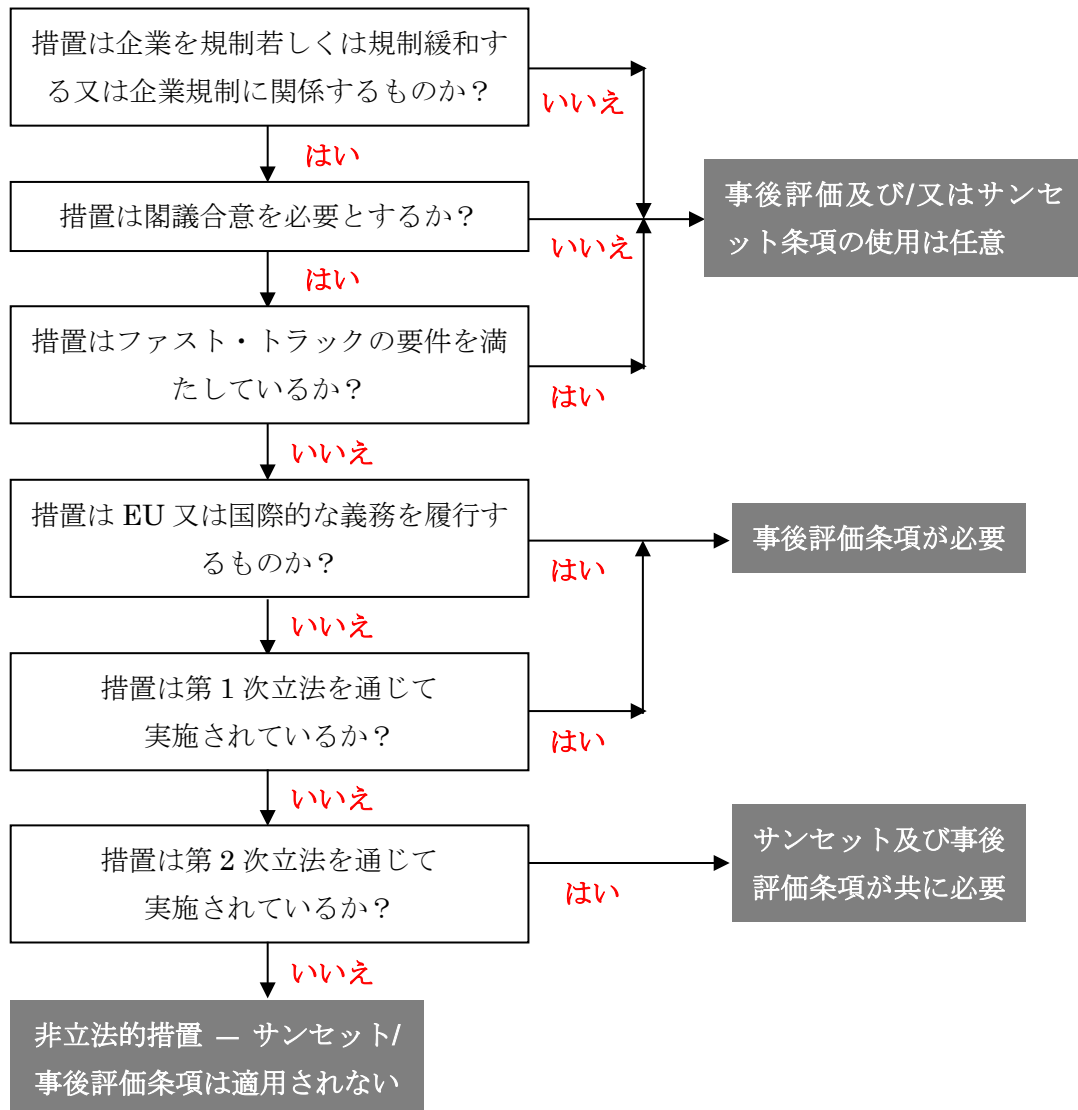 措置は企業を規制若しくは規制緩和す
る又は企業規制に関係するものか？
いいえ
はい
措置は閣議合意を必要とするか？
いいえ
事後評価及び/又はサンセ
ット条項の使用は任意
はい
措置はファスト・トラックの要件を満
たしているか？
はい
いいえ
措置は EU 又は国際的な義務を履行す
るものか？
はい
事後評価条項が必要
いいえ
措置は第 1 次立法を通じて
実施されているか？
はい
いいえ
措置は第 2 次立法を通じて
実施されているか？
はい
サンセット及び事後
評価条項が共に必要
いいえ
非立法的措置 ― サンセット/
事後評価条項は適用されない